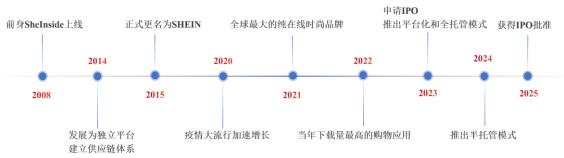 前身SheInside上线
2008
2014
发展为独立平台
建立供应链体系
正式更名为SHEIN
2015
2020
疫情大流行加速增长
全球最大的纯在线时尚品牌
2021
2022
当年下载量最高的购物应用
申请IPO
推出平台化和全托管模式
2023
2024
推出半托管模式
获得IPO批准
2025